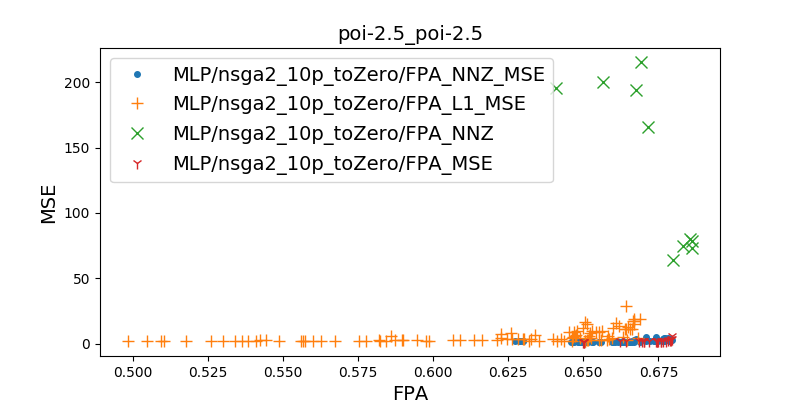 poi-2.5_poi-2.5
MLP/nsga2_10p_toZero/FPA_NNZ_MSE
MLP/nsga2_10p_toZero/FPA_L1_MSE
MLP/nsga2_10p_toZero/FPA_NNZ
MLP/nsga2_10p_toZero/FPA_MSE
MSE
200
150
100
50
0
0.500 0.525 0.550 0.575 0.600 0.625 0.650 0.675
FPA